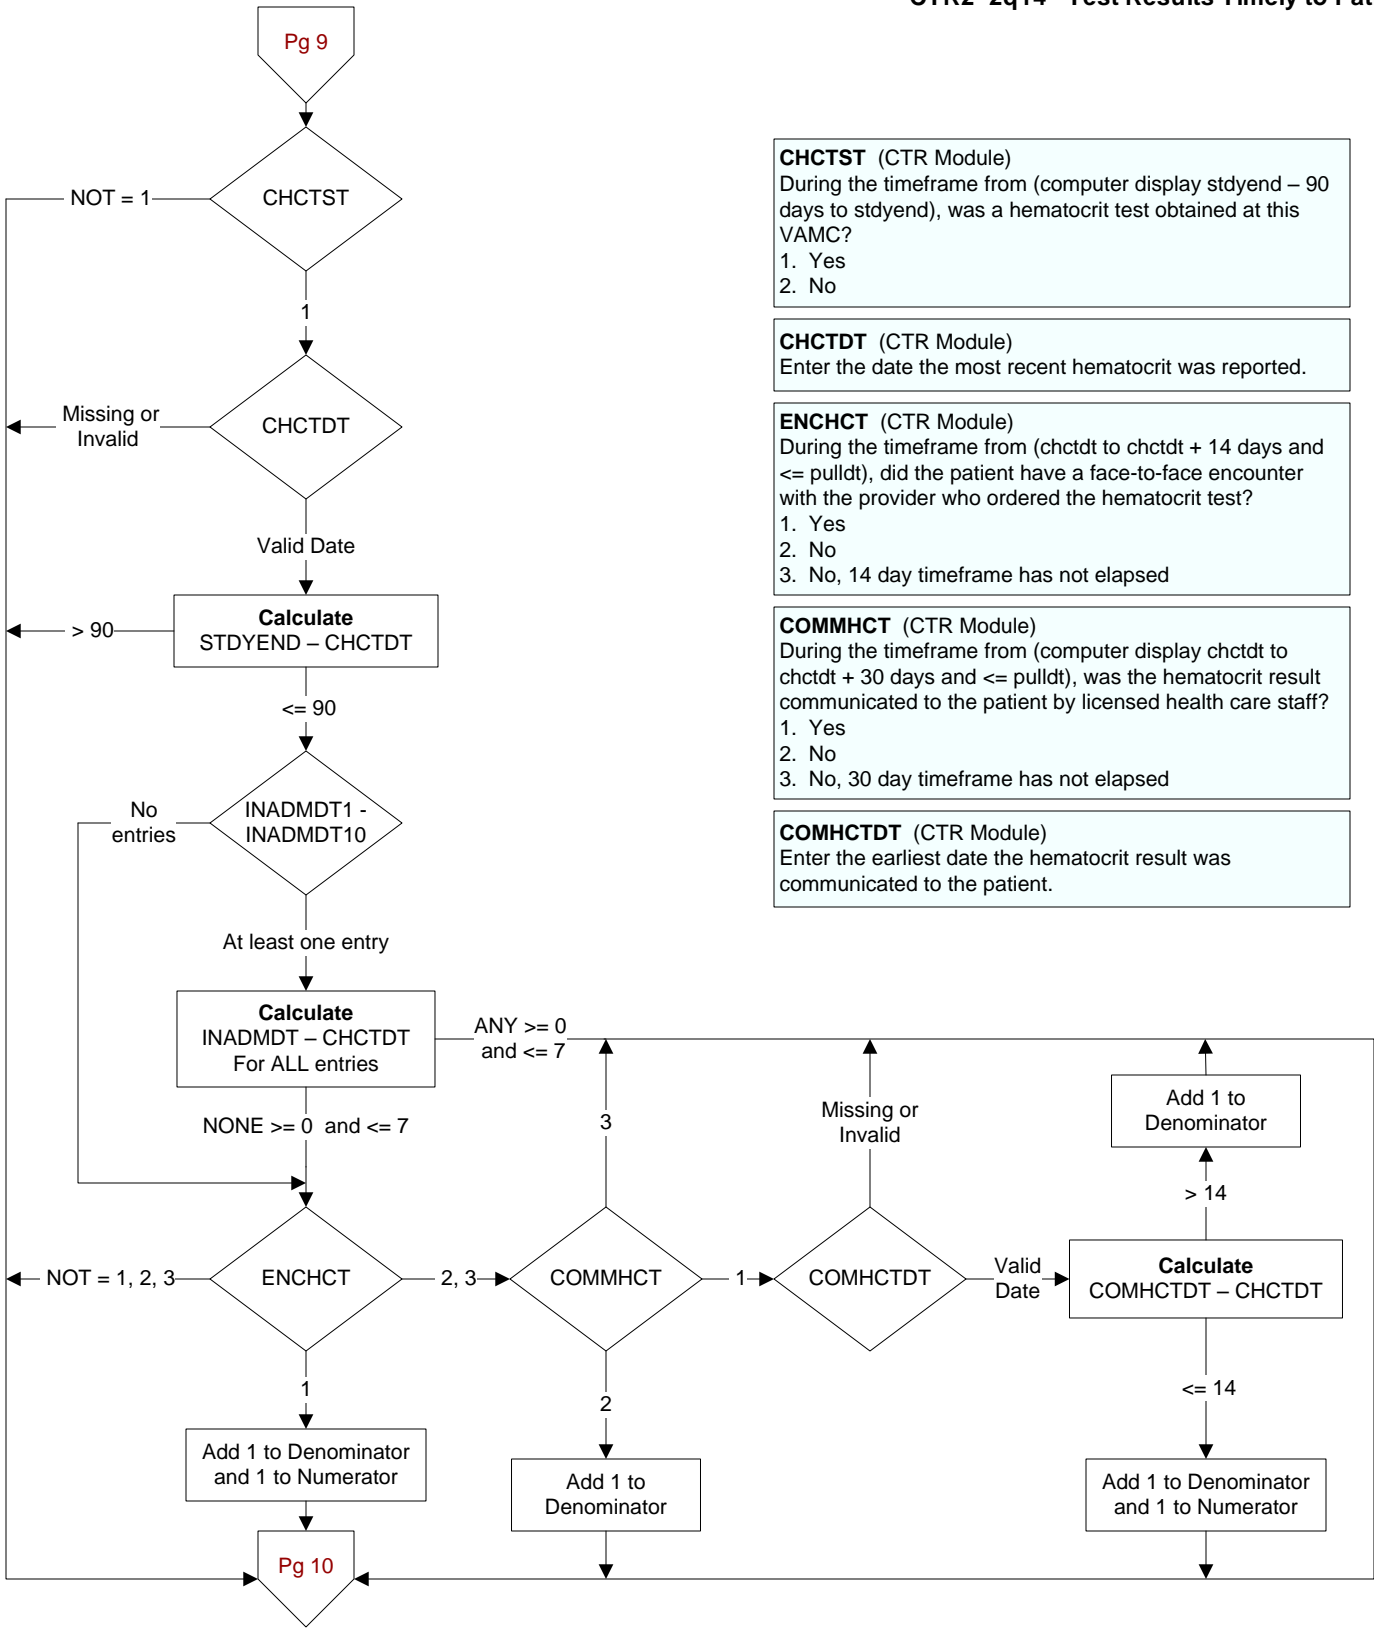 Pg 9
CHCTST
NOT = 1
1
CHCTDT
Missing or
Invalid
Valid Date
Calculate
STDYEND – CHCTDT
> 90
<= 90
INADMDT1 -
INADMDT10
No
entries
At least one entry
Calculate
INADMDT – CHCTDT
For ALL entries
ANY >= 0
and <= 7
NONE >= 0 and <= 7
ENCHCT
NOT = 1, 2, 3
2, 3
1
Add 1 to Denominator
and 1 to Numerator
Pg 10
COMMHCT
3
2
Add 1 to
Denominator
1
COMHCTDT
Missing or
Invalid
Valid
Date
Calculate
COMHCTDT – CHCTDT
> 14
Add 1 to
Denominator
<= 14
Add 1 to Denominator
and 1 to Numerator
CHCTST (CTR Module)
During the timeframe from (computer display stdyend – 90
days to stdyend), was a hematocrit test obtained at this
VAMC?
1. Yes
2. No
CHCTDT (CTR Module)
Enter the date the most recent hematocrit was reported.
ENCHCT (CTR Module)
During the timeframe from (chctdt to chctdt + 14 days and
<= pulldt), did the patient have a face-to-face encounter
with the provider who ordered the hematocrit test?
1. Yes
2. No
3. No, 14 day timeframe has not elapsed
COMMHCT (CTR Module)
During the timeframe from (computer display chctdt to
chctdt + 30 days and <= pulldt), was the hematocrit result
communicated to the patient by licensed health care staff?
1. Yes
2. No
3. No, 30 day timeframe has not elapsed
COMHCTDT (CTR Module)
Enter the earliest date the hematocrit result was
communicated to the patient.